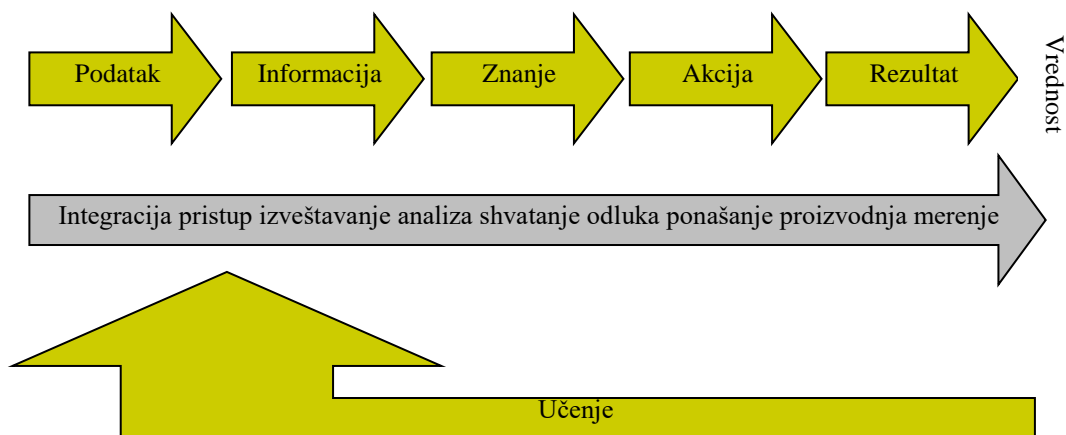 Podatak
Informacija
Znanje
Akcija
Rezultat
Vrednost
Integracija pristup izveštavanje analiza shvatanje odluka ponašanje proizvodnja merenje
Učenje